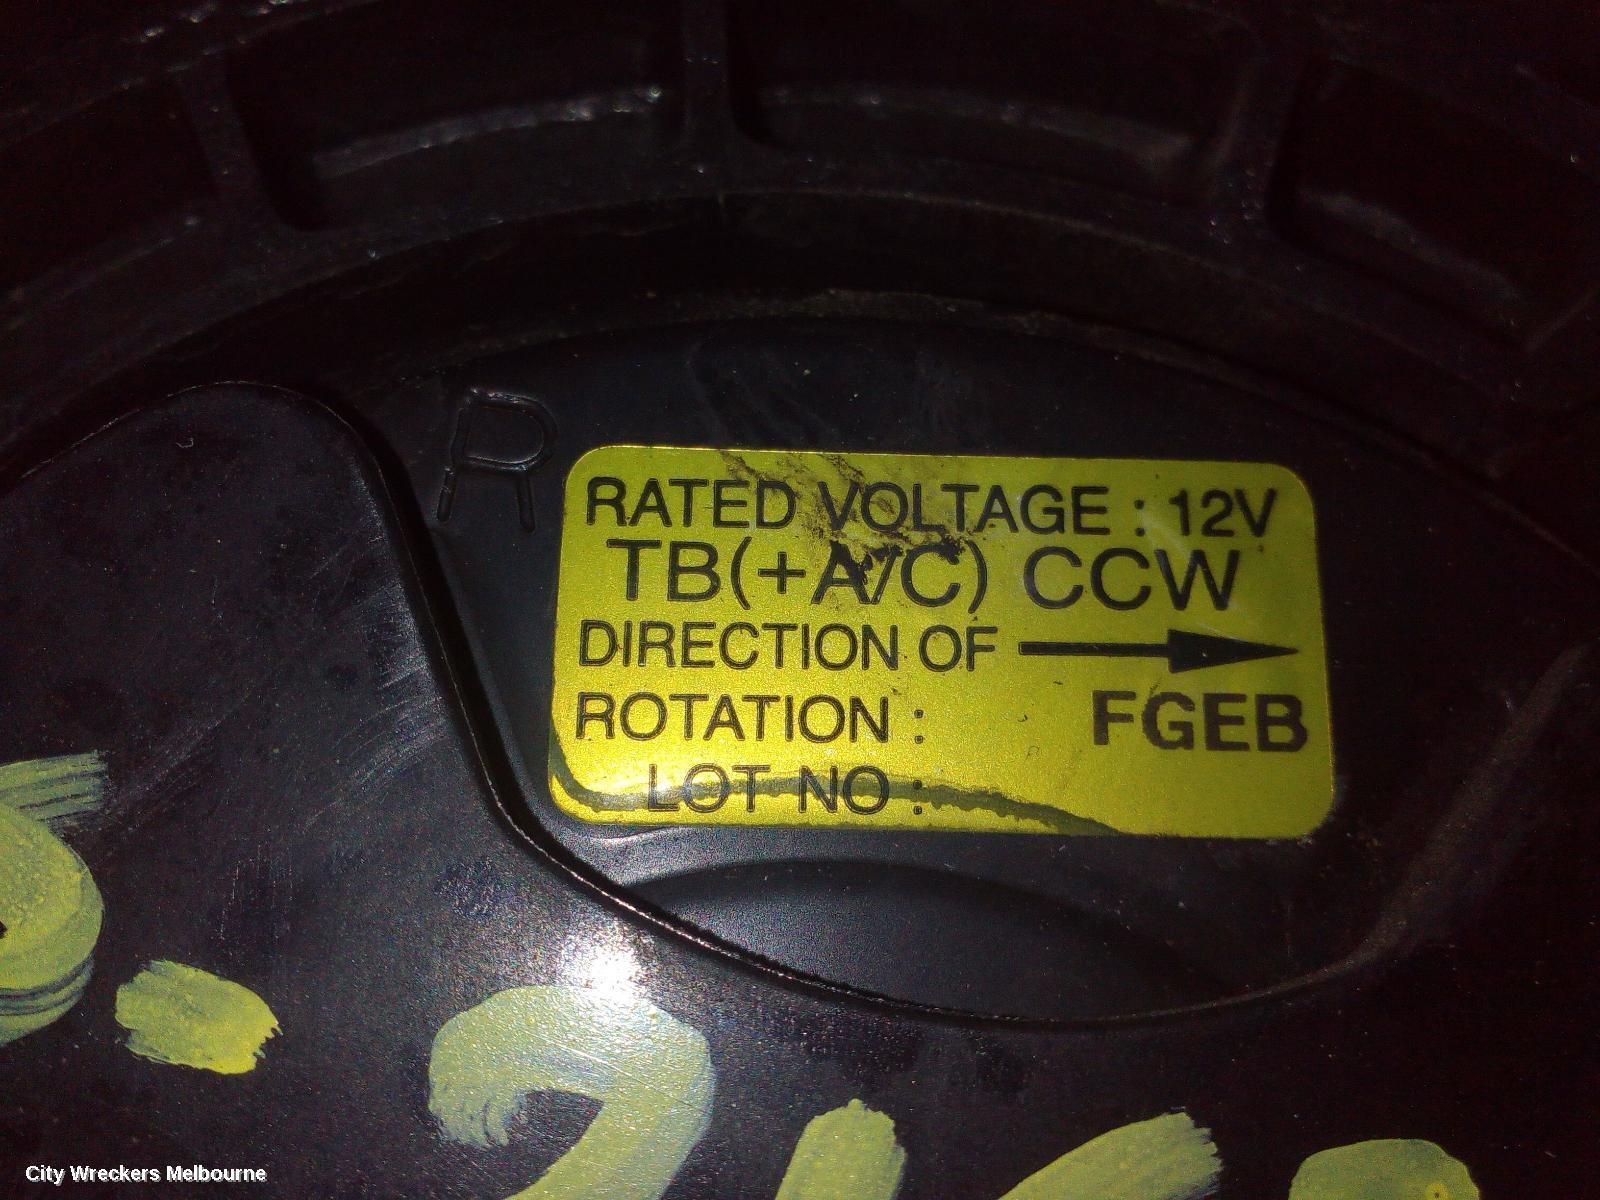 R
RATED VOLTAGE : 12V
TB(+A/C) CCW
DIRECTION OF
ROTATION : FGEB
LOT NO :
City Wreckers Melbourne